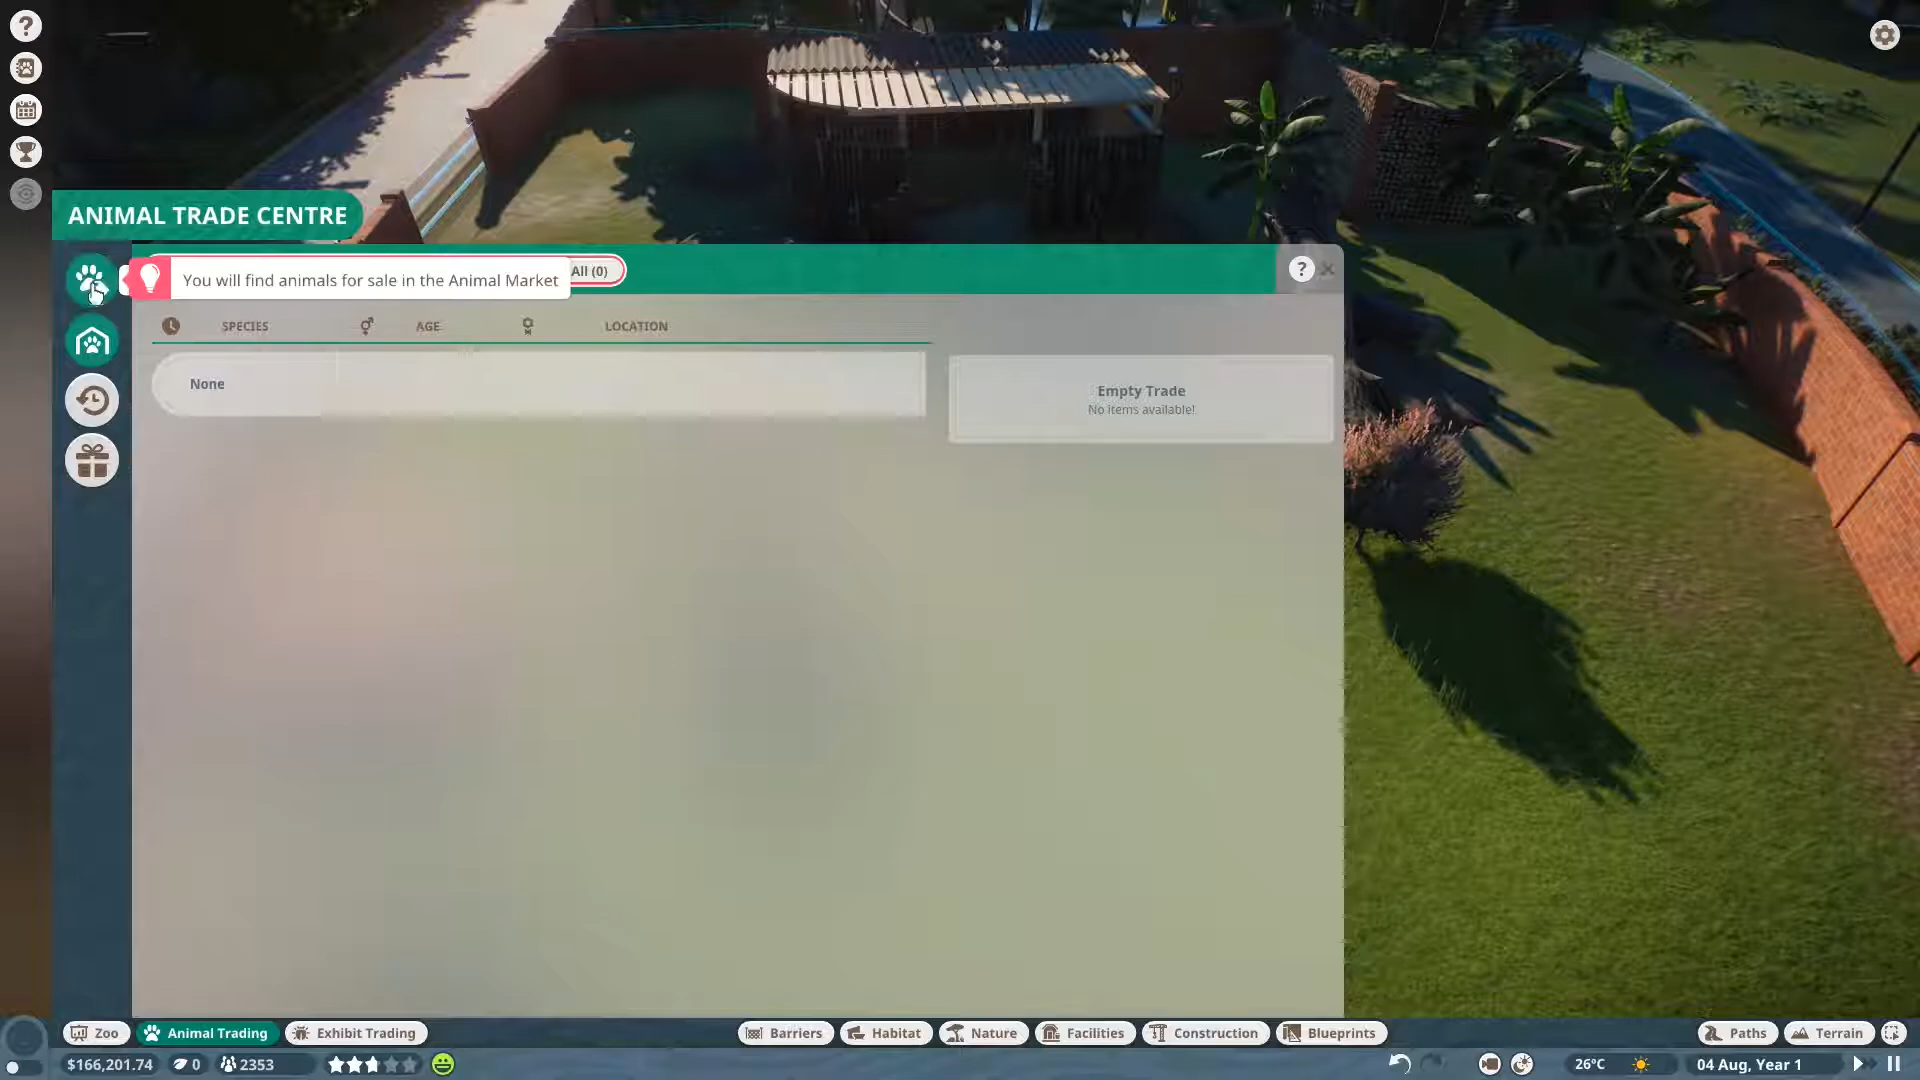 ANIMAL TRADE CENTRE
You will find animals for sale in the Animal Market
All (0)
?
SPECIES AGE LOCATION
None
Empty Trade
No items available!
Zoo Animal Trading Exhibit Trading Barriers Habitat Nature Facilities Construction Blueprints Paths Terrain
$166,201.74 0 2353 26°C 04 Aug, Year 1